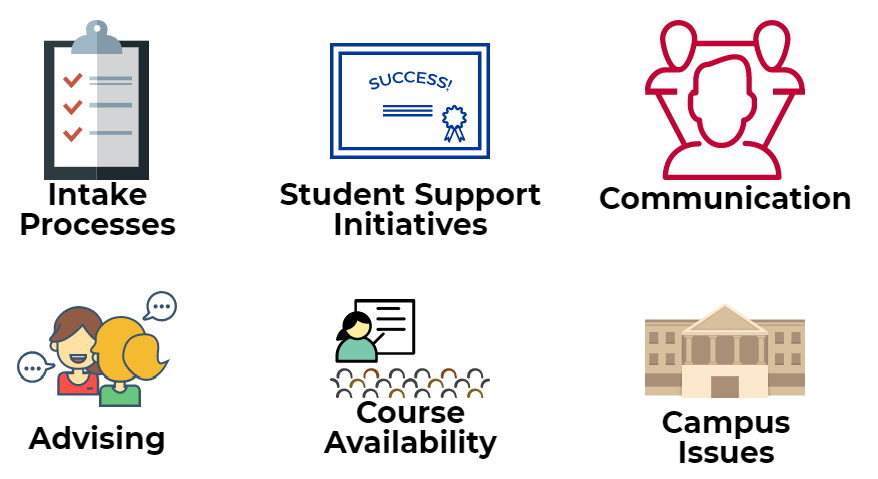 SUCCESS!
Intake
Processes
Student Support
Initiatives
Communication
Advising
Course
Availability
Campus
Issues